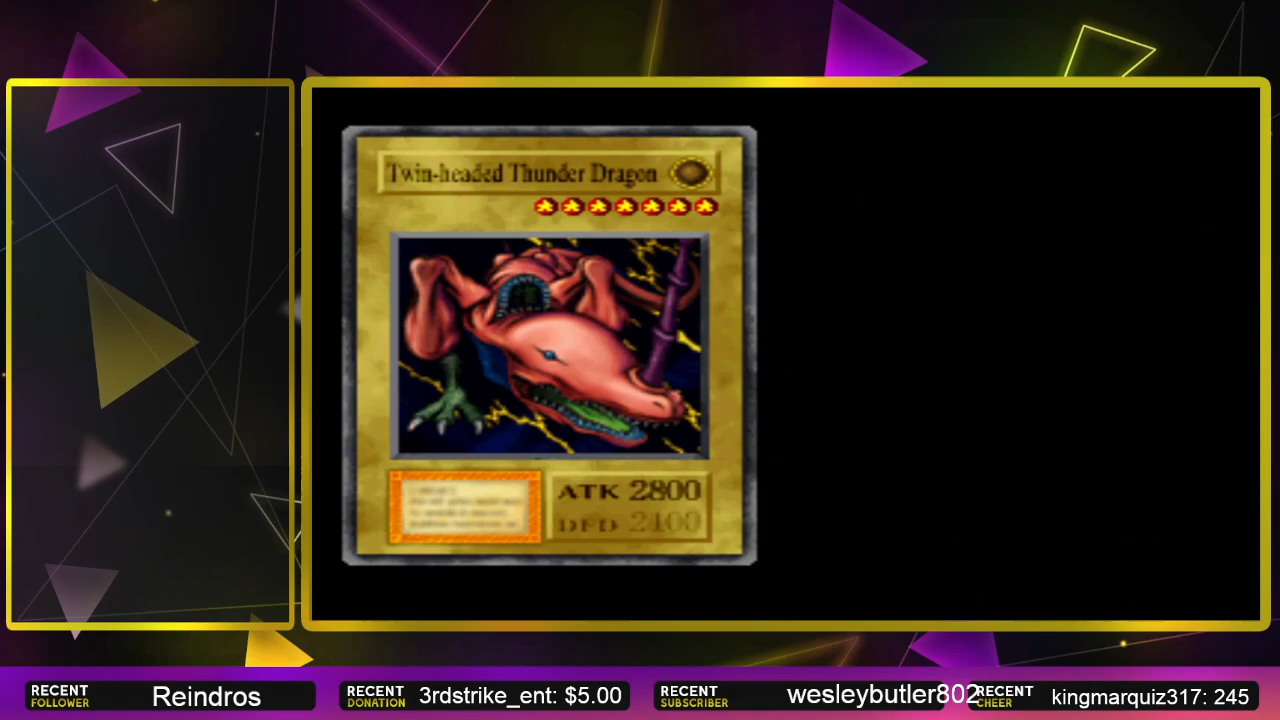 Twin-headed Thunder Dragon
ATK 2800
DFD 2100
RECENT
FOLLOWER
Reindros
RECENT
DONATION
3rdstrike_ent: $5.00
RECENT
SUBSCRIBER
wesleybutler802
RECENT
CHEER
kingmarquiz317: 245